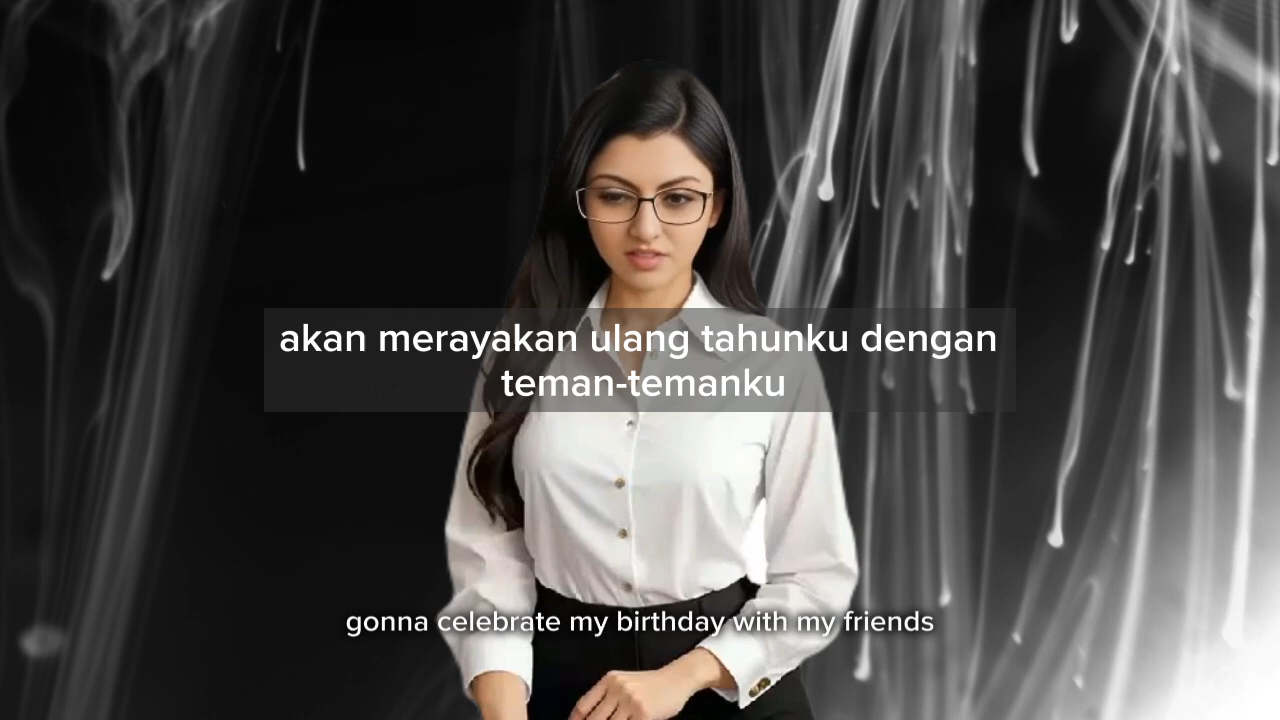 akan merayakan ulang tahunku dengan
teman-temanku
gonna celebrate my birthday with my friends